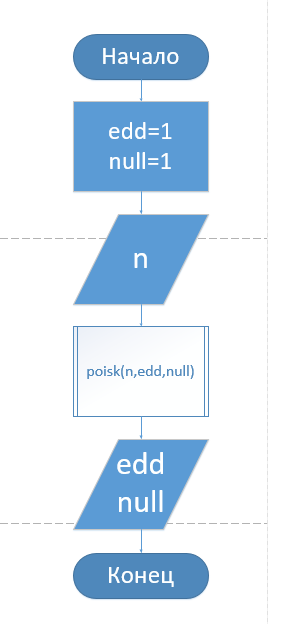 Начало
edd=1
null=1
n
poisk(n,edd,null)
edd
null
Конец